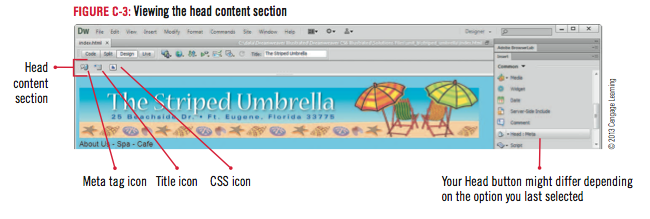 FIGURE C-3: Viewing the head content section
DW File Edit View Insert Modify Format Commands Site Window Help Designer
index.html ×
Code Split Design Live Title: The Striped Umbrella
Adobe BrowserLab
Insert
Common
Media
Widget
Date
Server-Side Include
Comment
Head : Meta
Script
Head
content
section
The Striped Umbrella
25 Beachside Dr. • Ft. Eugene, Florida 33775
About Us - Spa - Cafe
© 2013 Cengage Learning
Meta tag icon Title icon CSS icon
Your Head button might differ depending
on the option you last selected